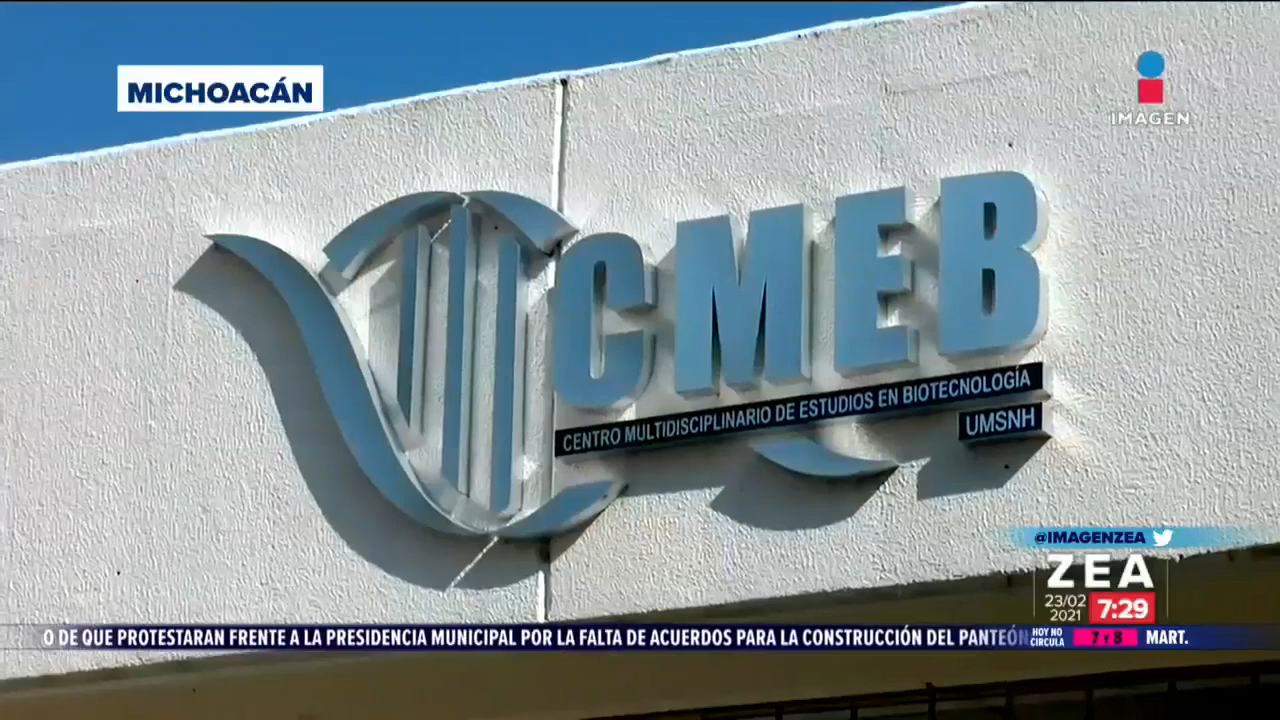 MICHOACÁN
IMAGEN
CMEB
CENTRO MULTIDISCIPLINARIO DE ESTUDIOS EN BIOTECNOLOGÍA
UMSNH
@IMAGENZEA
ZEA
23/02
2021
7:29
O DE QUE PROTESTARAN FRENTE A LA PRESIDENCIA MUNICIPAL POR LA FALTA DE ACUERDOS PARA LA CONSTRUCCIÓN DEL PANTEÓN
HOY NO
CIRCULA
7 Y 8
MART.